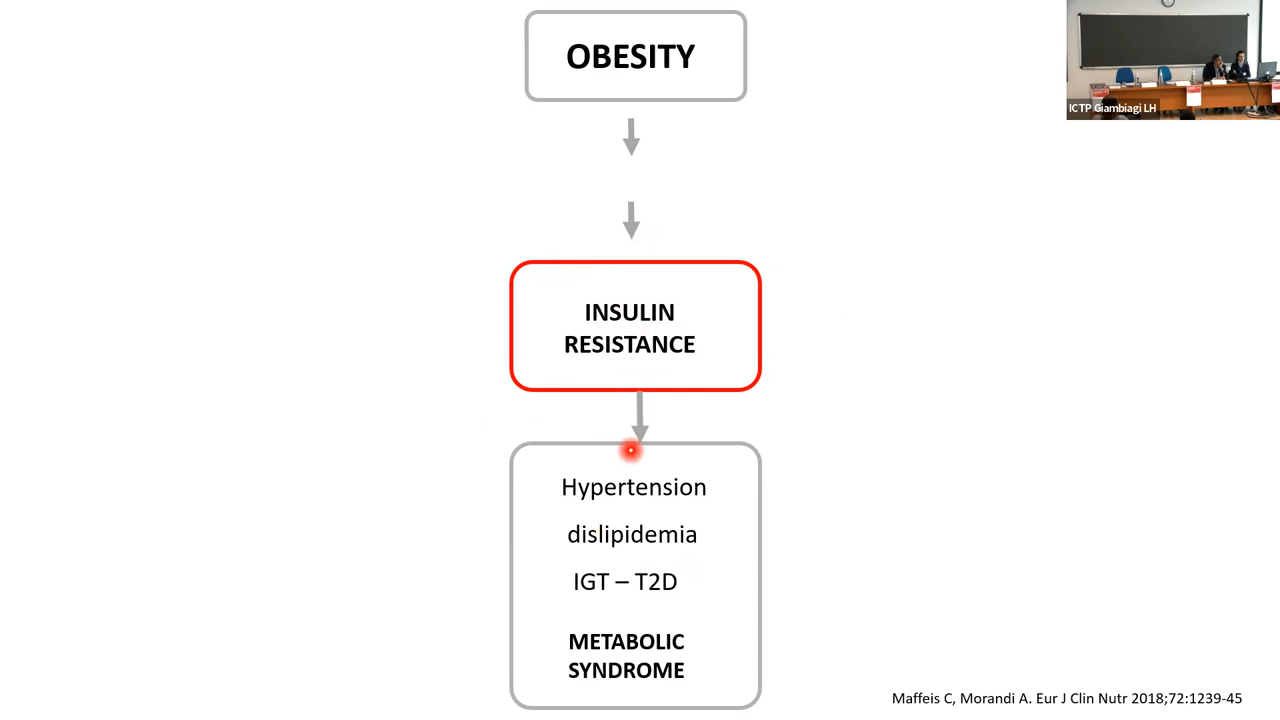 OBESITY
ICTP Giambiagi LH
INSULIN
RESISTANCE
Hypertension
dislipidemia
IGT – T2D
METABOLIC
SYNDROME
Maffeis C, Morandi A. Eur J Clin Nutr 2018;72:1239-45